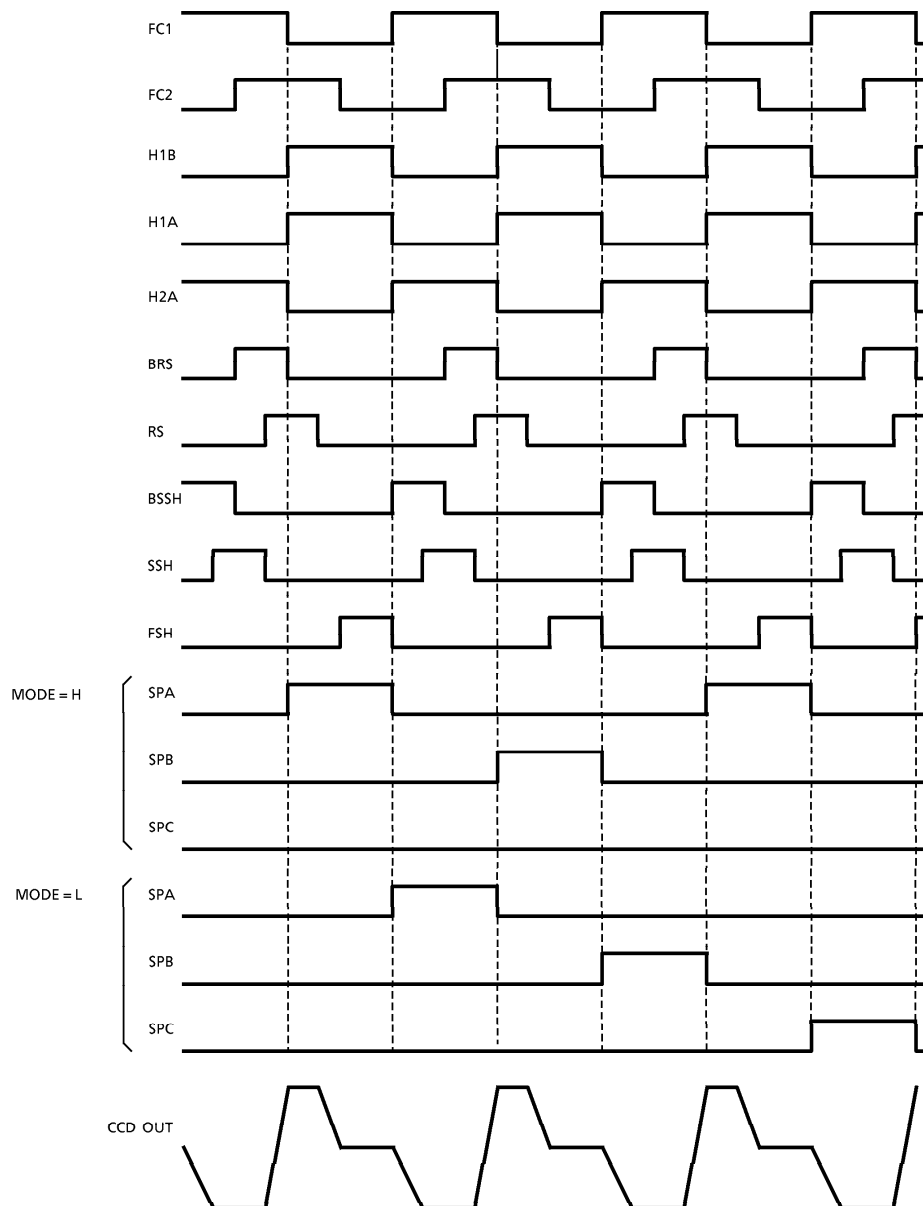 FC1
FC2
H1B
H1A
H2A
BRS
RS
BSSH
SSH
FSH
MODE = H
SPA
SPB
SPC
MODE = L
SPA
SPB
SPC
CCD OUT